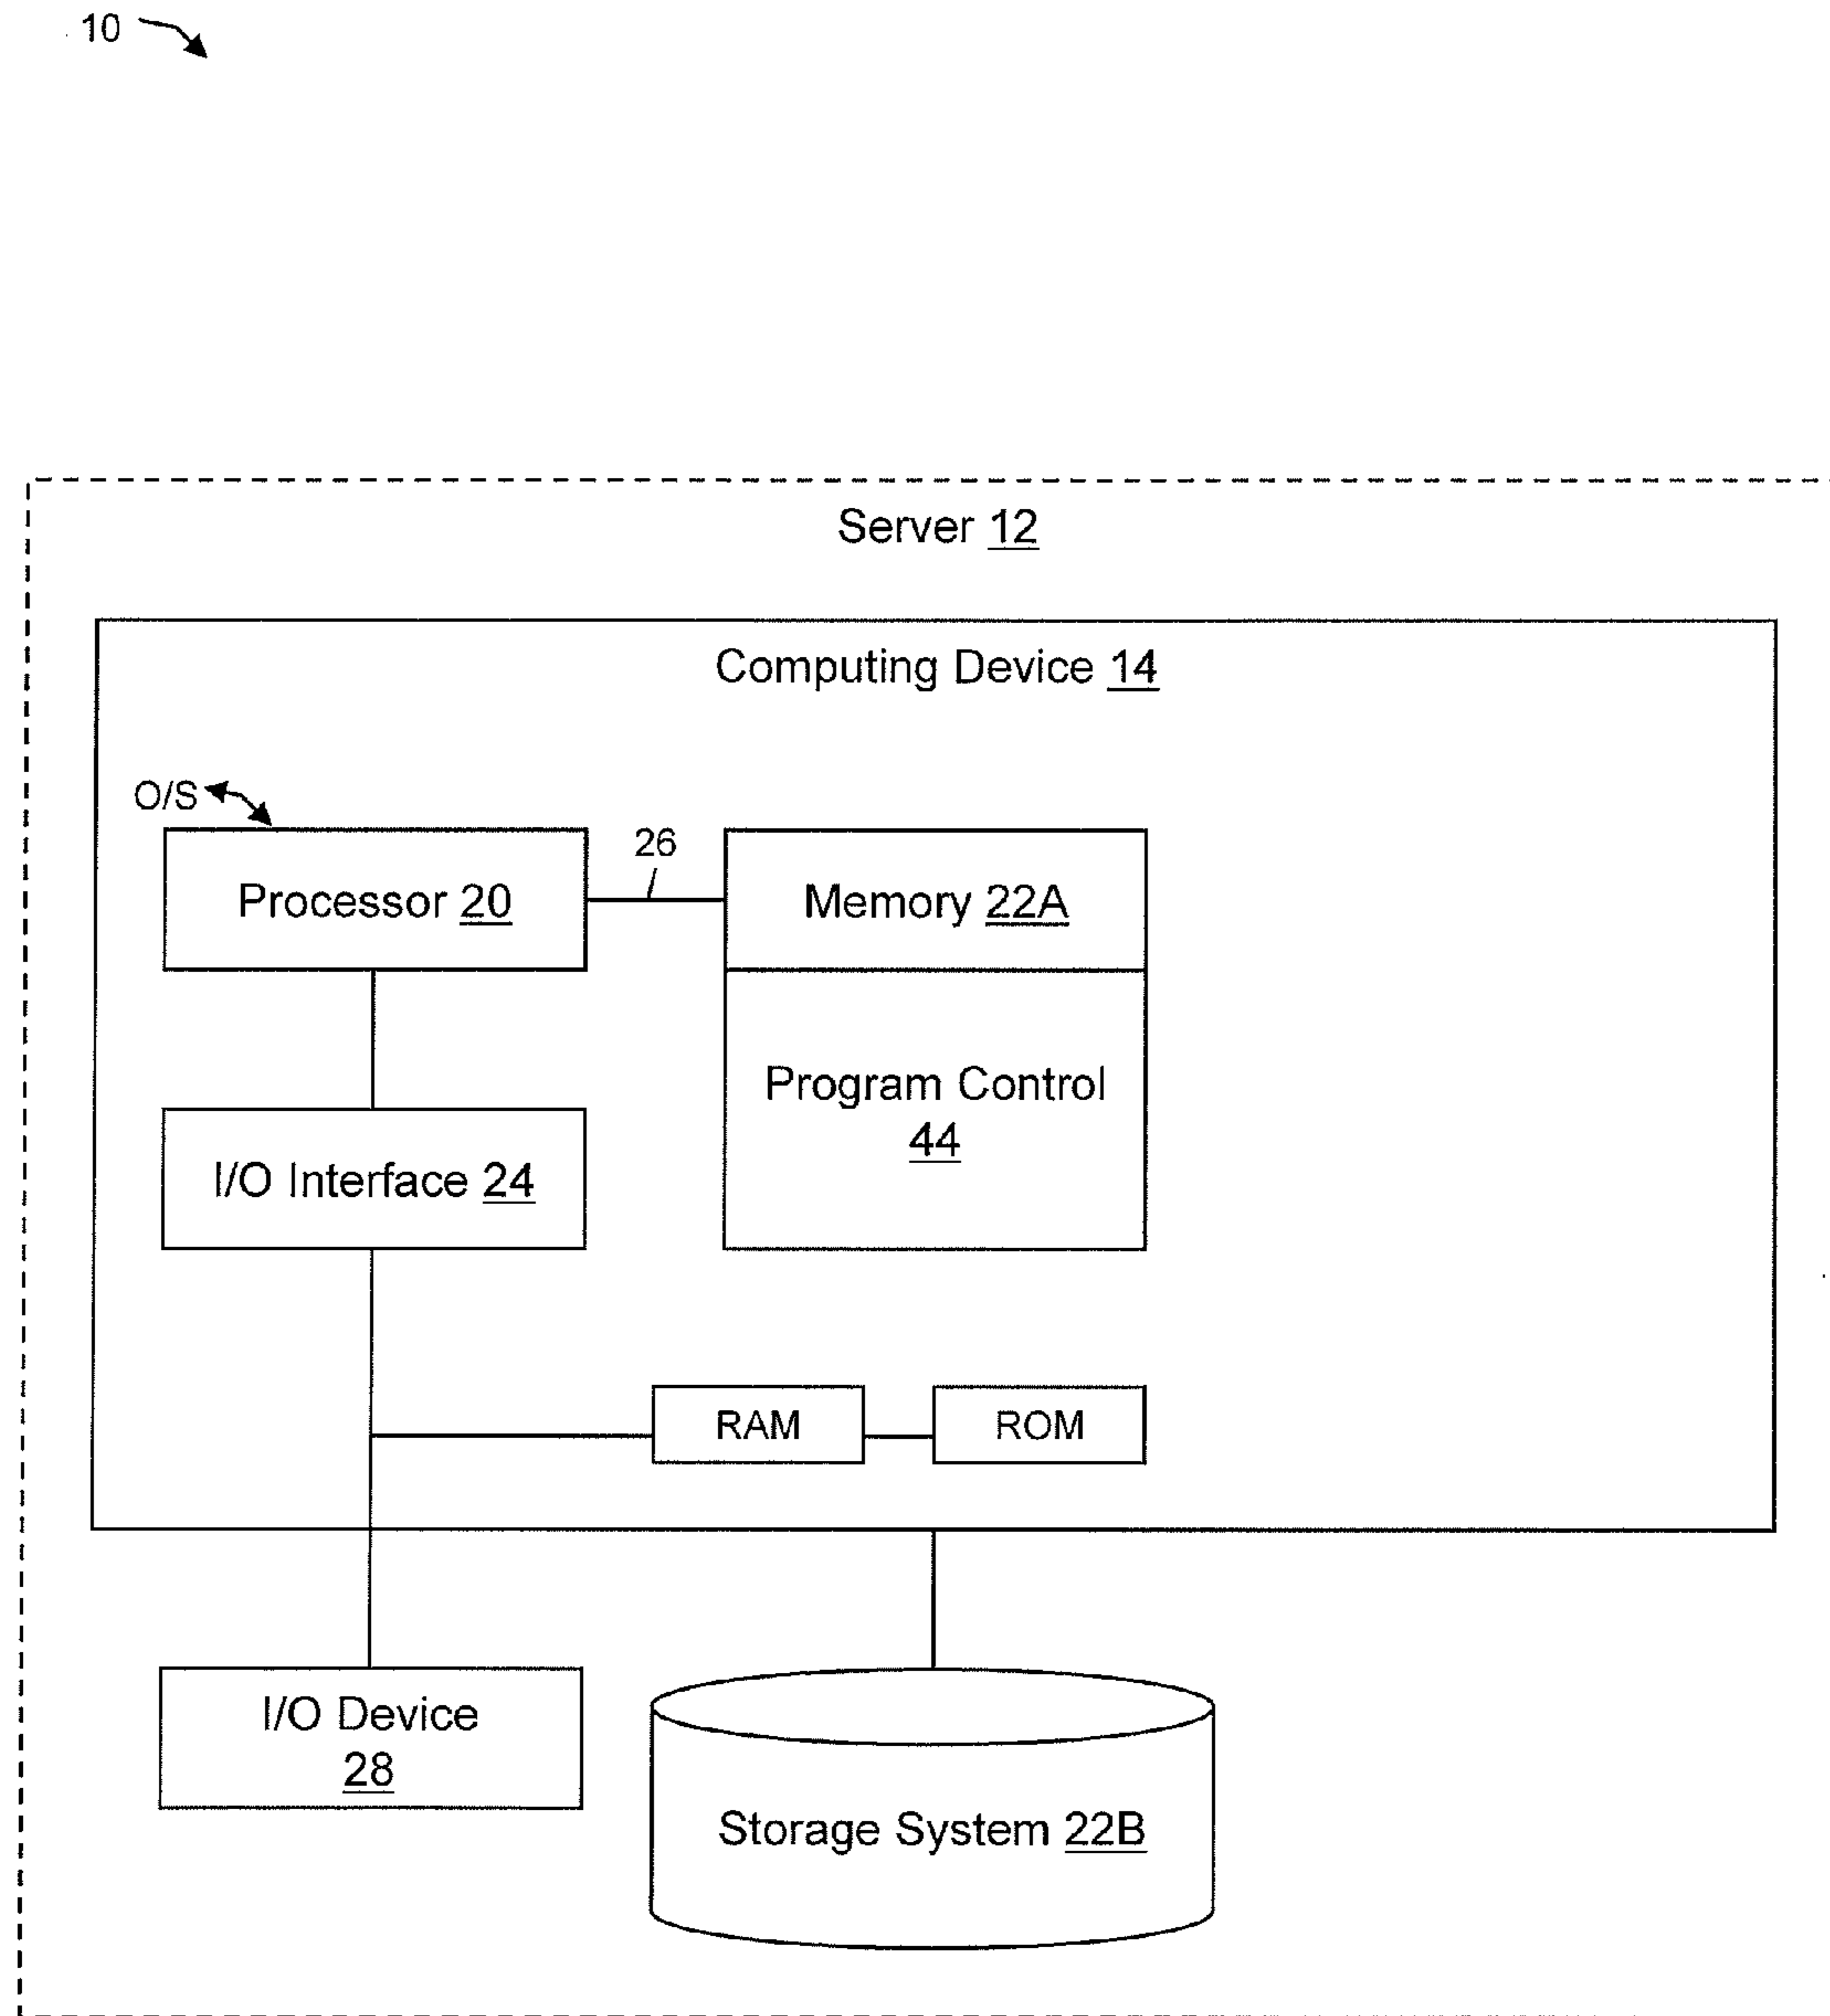 10
Server 12
Computing Device 14
O/S
26
Processor 20
Memory 22A
Program Control
44
I/O Interface 24
RAM
ROM
I/O Device
28
Storage System 22B